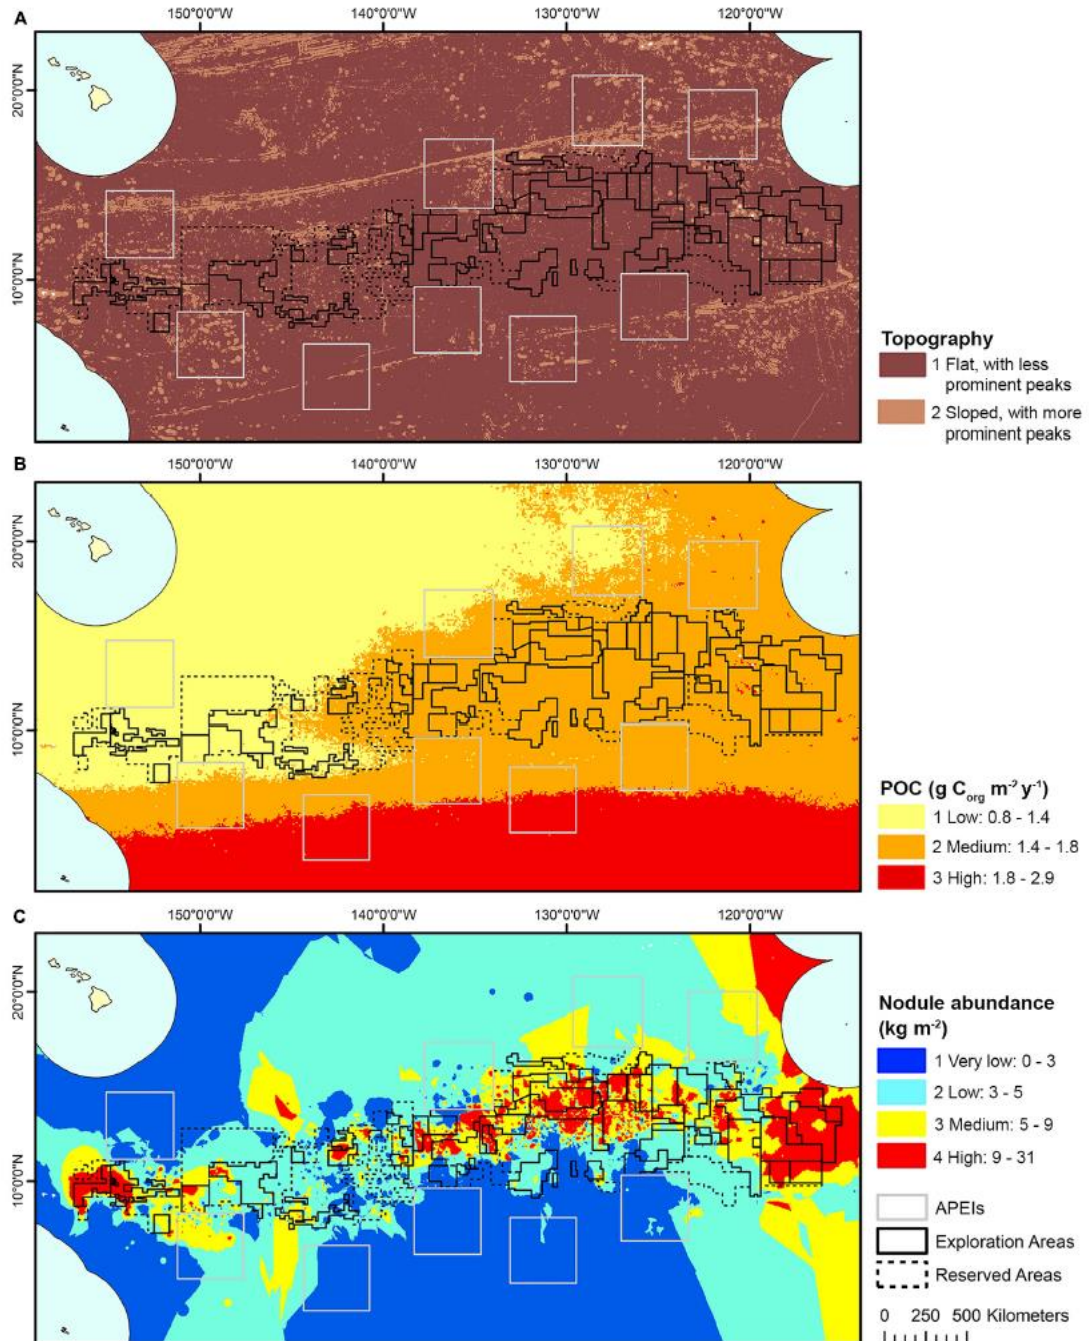 A
150°0'0"W 140°0'0"W 130°0'0"W 120°0'0"W
20°0'0"N
10°0'0"N
Topography
1 Flat, with less
prominent peaks
2 Sloped, with more
prominent peaks
B
150°0'0"W 140°0'0"W 130°0'0"W 120°0'0"W
20°0'0"N
10°0'0"N
POC (g Corg m-2 y-1)
1 Low: 0.8 - 1.4
2 Medium: 1.4 - 1.8
3 High: 1.8 - 2.9
C
150°0'0"W 140°0'0"W 130°0'0"W 120°0'0"W
20°0'0"N
10°0'0"N
Nodule abundance
(kg m-2)
1 Very low: 0 - 3
2 Low: 3 - 5
3 Medium: 5 - 9
4 High: 9 - 31
APEIs
Exploration Areas
Reserved Areas
0 250 500 Kilometers